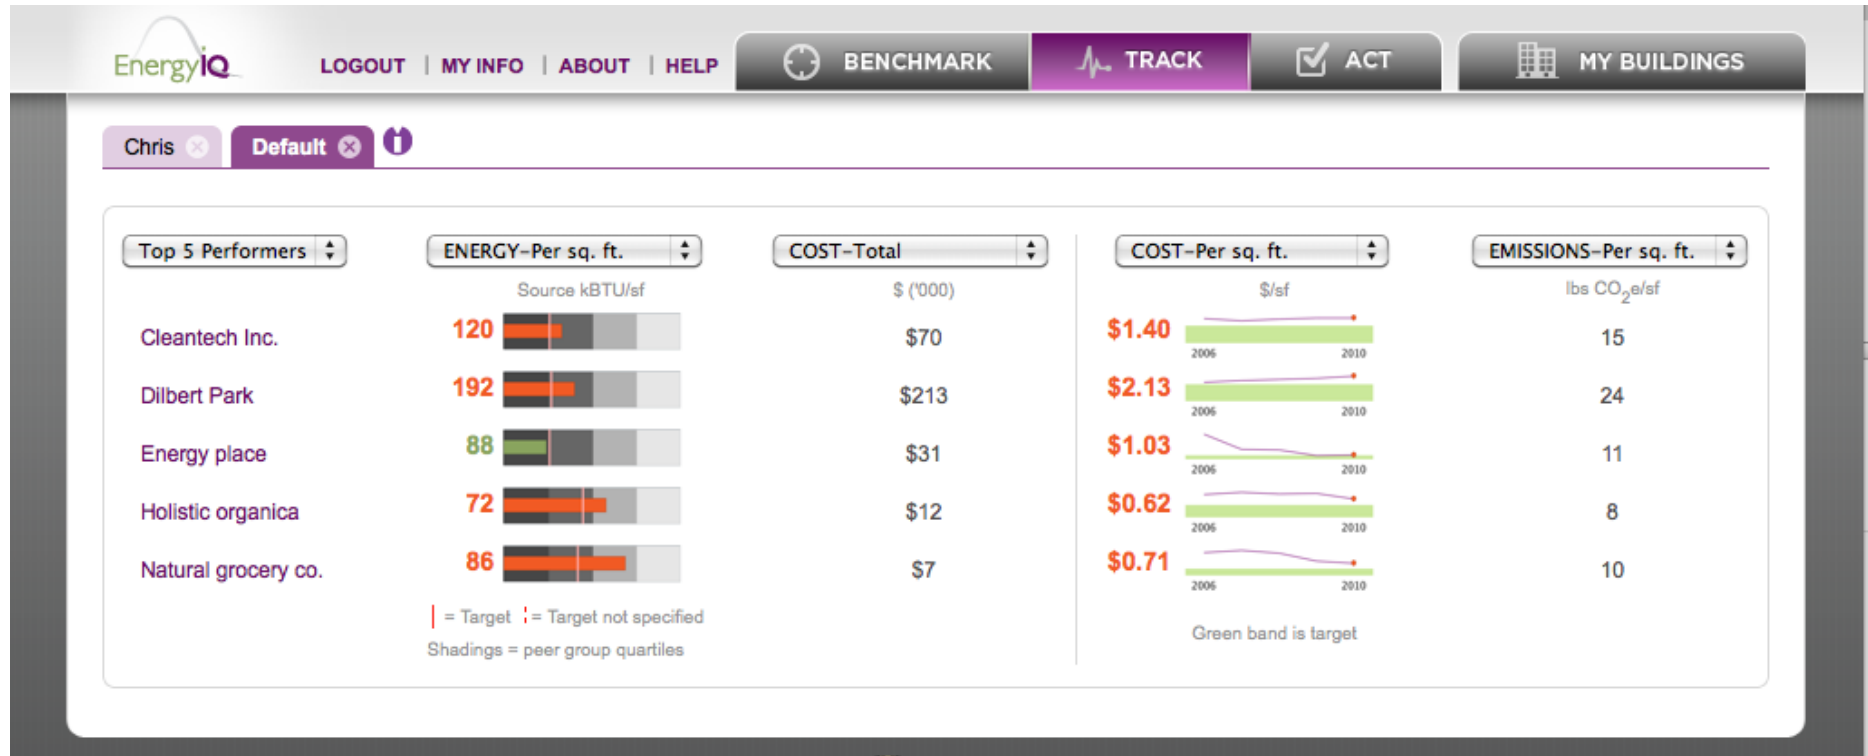 EnergyIQ
LOGOUT | MY INFO | ABOUT | HELP
BENCHMARK
TRACK
ACT
MY BUILDINGS
Chris
Default
i
Top 5 Performers
ENERGY–Per sq. ft.
COST–Total
COST–Per sq. ft.
EMISSIONS–Per sq. ft.
Source kBTU/sf
$ ('000)
$/sf
lbs CO2e/sf
Cleantech Inc.
120
$70
$1.40
2006
2010
15
Dilbert Park
192
$213
$2.13
2006
2010
24
Energy place
88
$31
$1.03
2006
2010
11
Holistic organica
72
$12
$0.62
2006
2010
8
Natural grocery co.
86
$7
$0.71
2006
2010
10
= Target
= Target not specified
Shadings = peer group quartiles
Green band is target